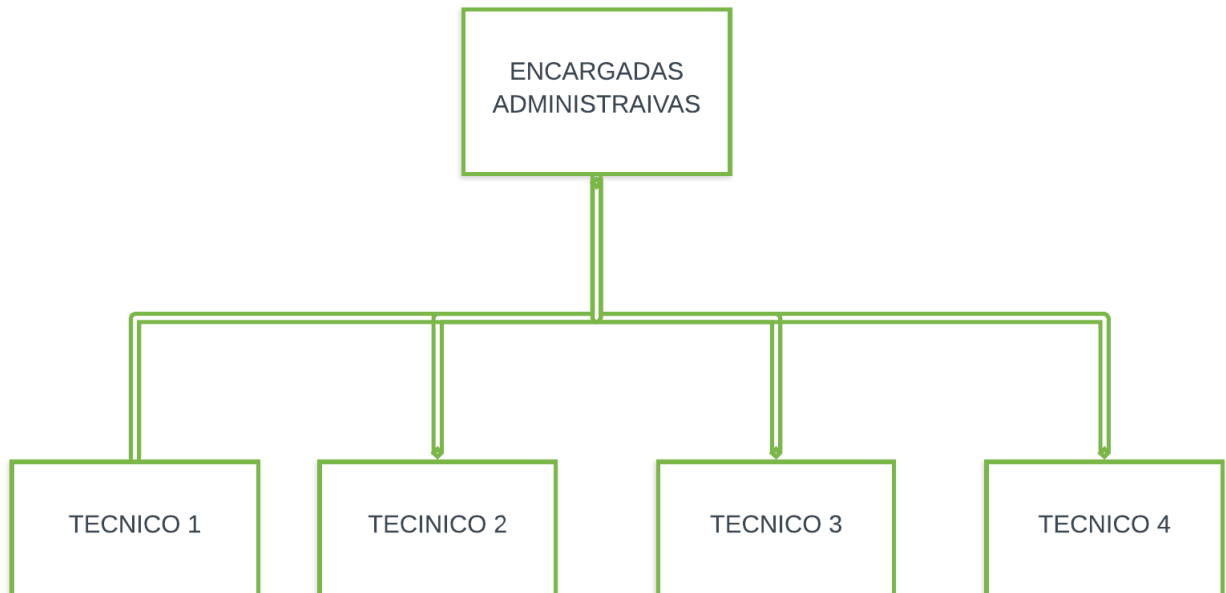 ENCARGADAS
ADMINISTRAIVAS
TECNICO 1
TECINICO 2
TECNICO 3
TECNICO 4